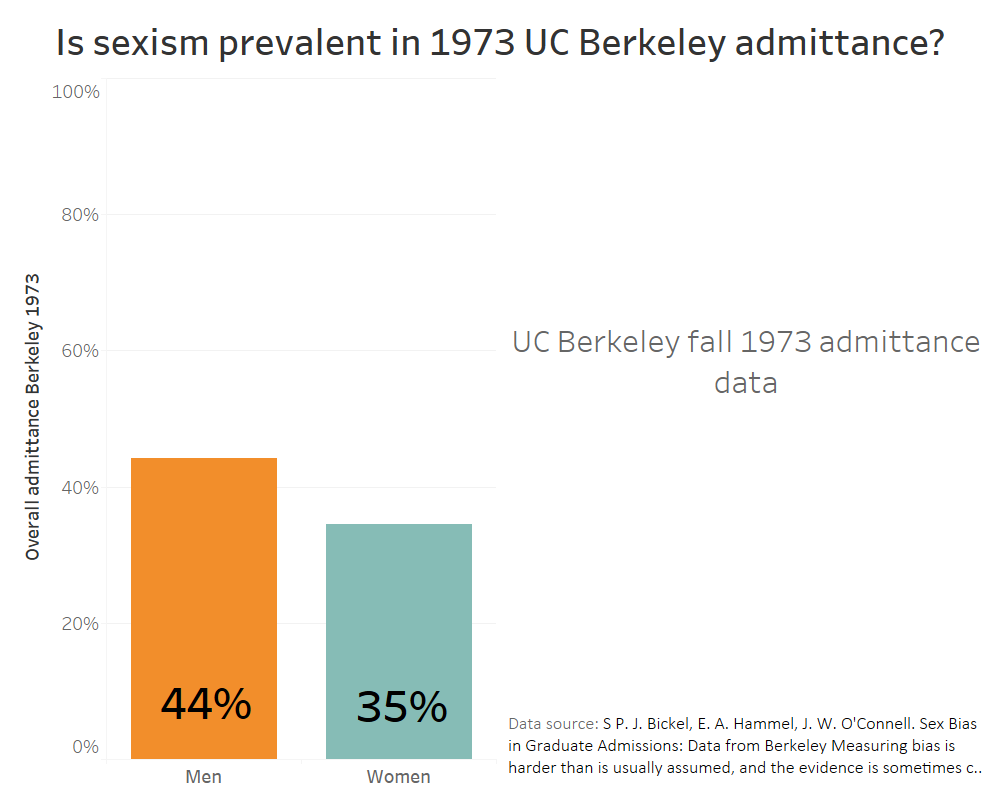 Is sexism prevalent in 1973 UC Berkeley admittance?
100%
80%
60%
40%
20%
0%
Overall admittance Berkeley 1973
44%
35%
Men
Women
UC Berkeley fall 1973 admittance
data
Data source: S P. J. Bickel, E. A. Hammel, J. W. O'Connell. Sex Bias
in Graduate Admissions: Data from Berkeley Measuring bias is
harder than is usually assumed, and the evidence is sometimes c..